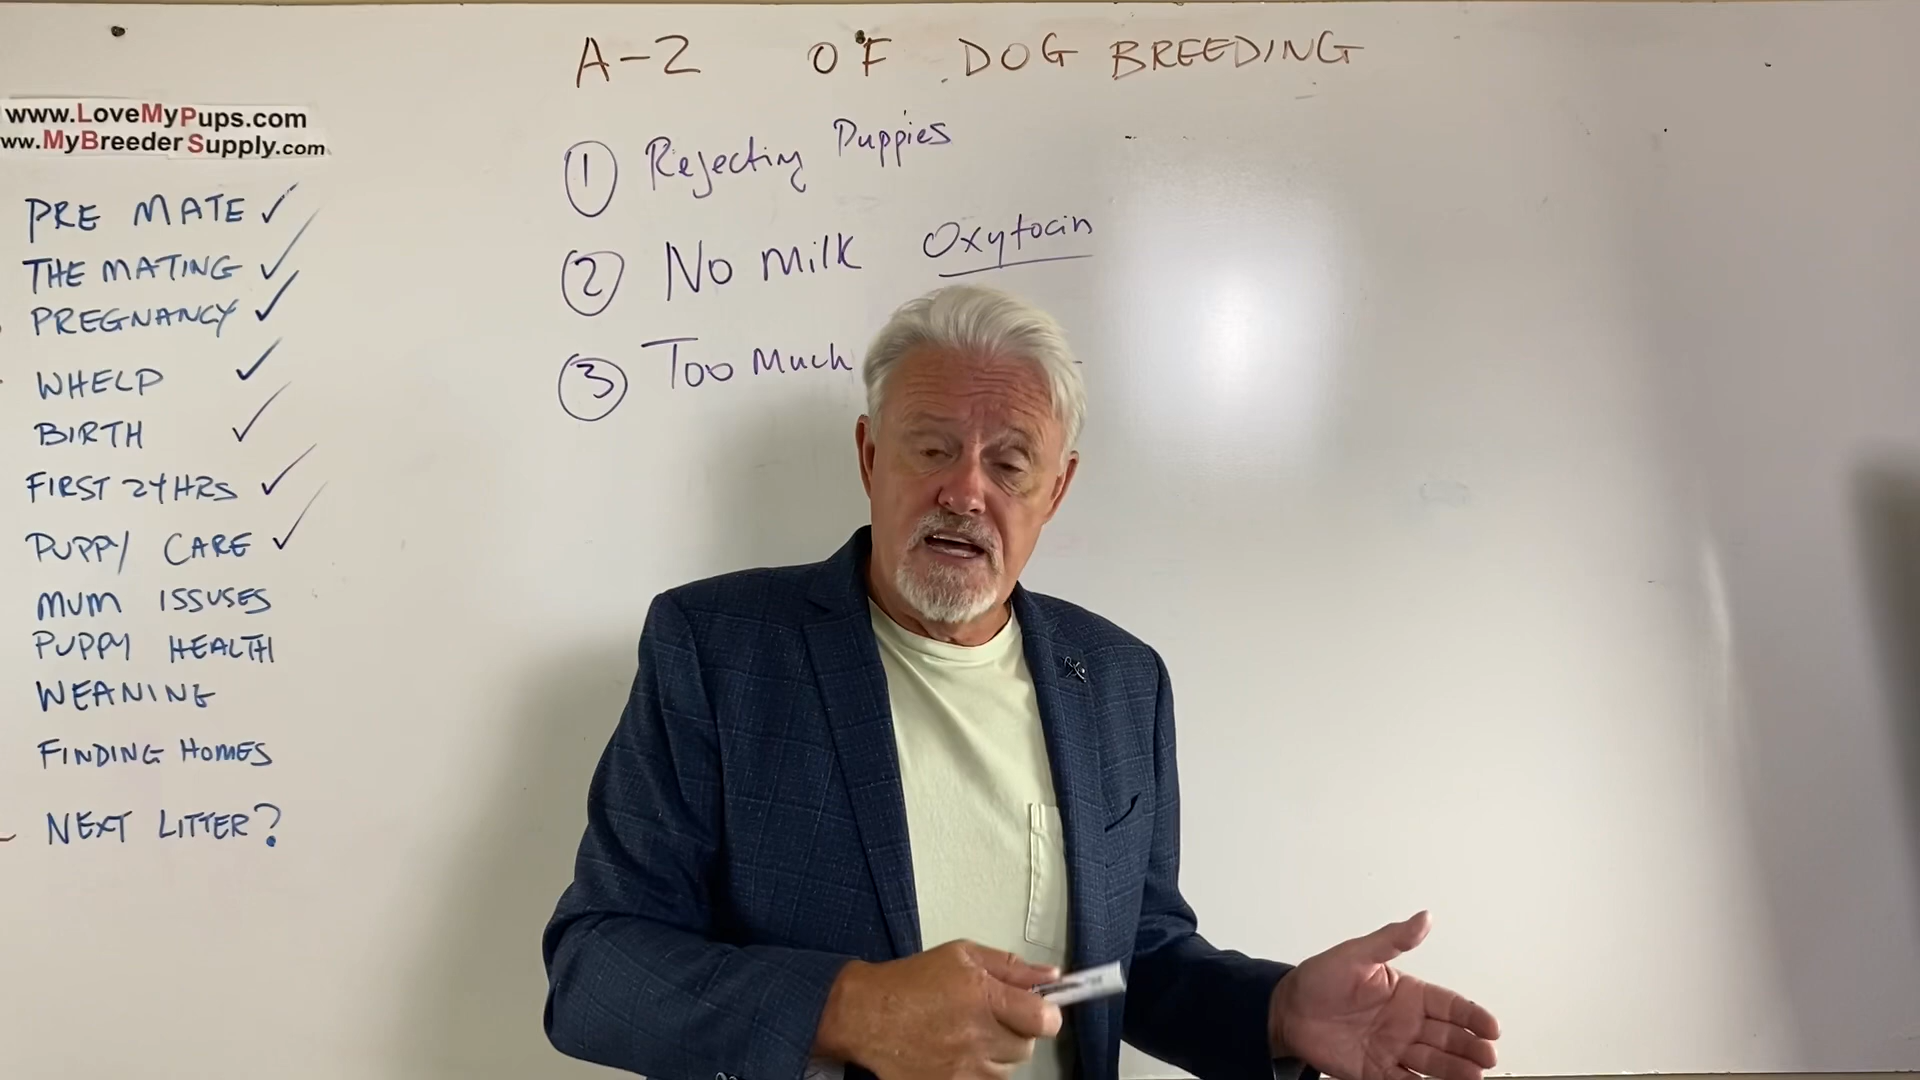 A-Z OF DOG BREEDING
www.LoveMyPups.com
ww.MyBreederSupply.com
PRE MATE ✓
THE MATING ✓
PREGNANCY ✓
WHELP ✓
BIRTH ✓
FIRST 24HRS ✓
PUPPY CARE ✓
MUM ISSUSES
PUPPY HEALTH
WEANING
FINDING HOMES
NEXT LITTER?
1 Rejecting Puppies
2 No Milk Oxytocin
3 Too Much